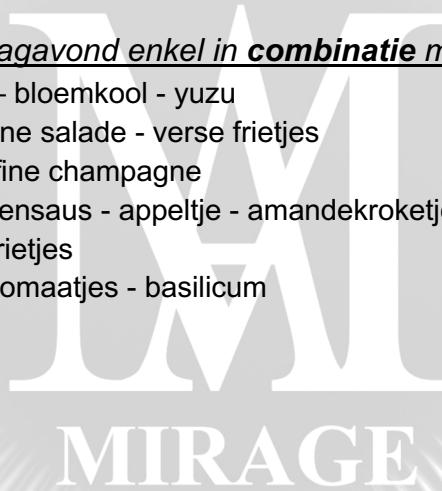 agavond enkel in combinatie m
– bloemkool - yuzu
ne salade - verse frietjes
fine champagne
ensaus - appeltje - amandekroketj
rietjes
omaatjes - basilicum
MIRAGE